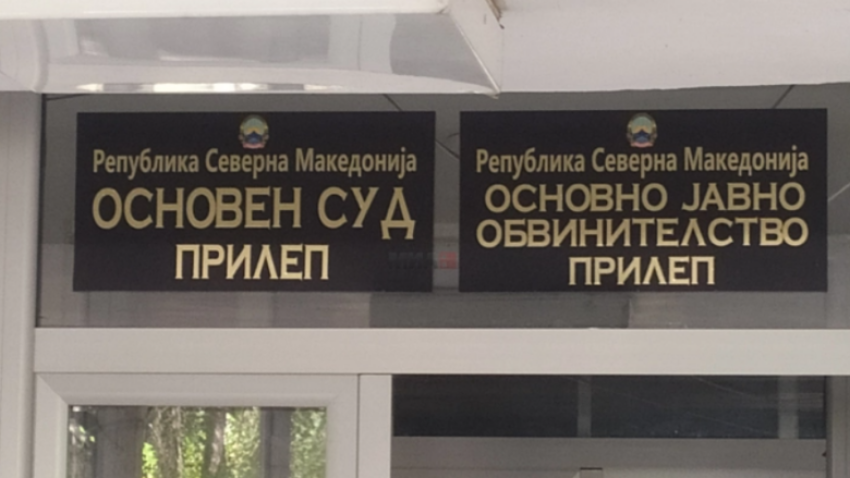 Република Северна Македонија
ОСНОВЕН СУД
ПРИЛЕП
Република Северна Македонија
ОСНОВНО ЈАВНО
ОБВИНИТЕЛСТВО
ПРИЛЕП